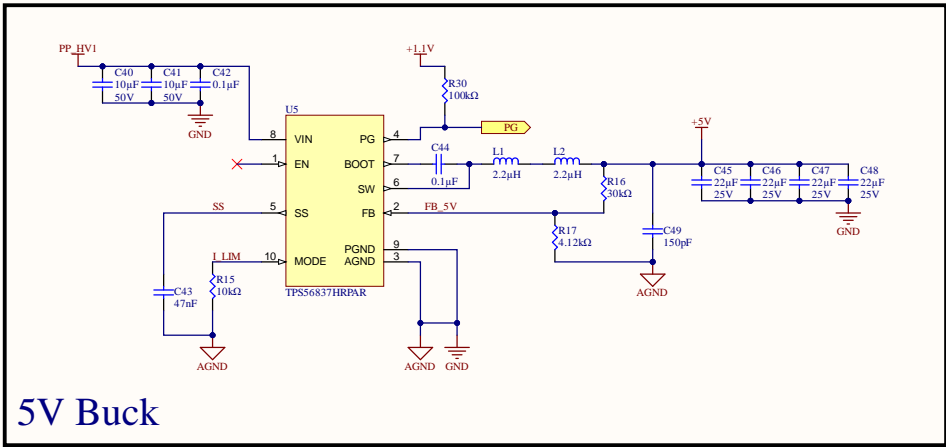 PP_HV1
C40
10µF
50V
C41
10µF
50V
C42
0.1µF
GND
+1.1V
R30
100kΩ
PG
U5
8
VIN
1
EN
5
SS
10
MODE
PG
4
BOOT
7
SW
6
FB
2
PGND
9
AGND
3
TPS56837HRPAR
SS
I_LIM
C43
47nF
R15
10kΩ
AGND
C44
0.1µF
L1
2.2µH
L2
2.2µH
FB_5V
R16
30kΩ
R17
4.12kΩ
C49
150pF
AGND
+5V
C45
22µF
25V
C46
22µF
25V
C47
22µF
25V
C48
22µF
25V
GND
AGND
GND
5V Buck